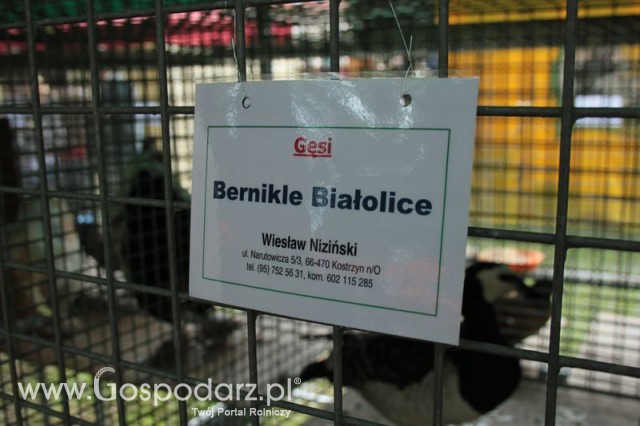 Gęsi
Bernikle Białolice
Wiesław Niziński
ul. Narutowicza 5/3, 66-470 Kostrzyn n/O
tel. (95) 752 56 31, kom. 602 115 285
www.Gospodarz.pl®
Twój Portal Rolniczy